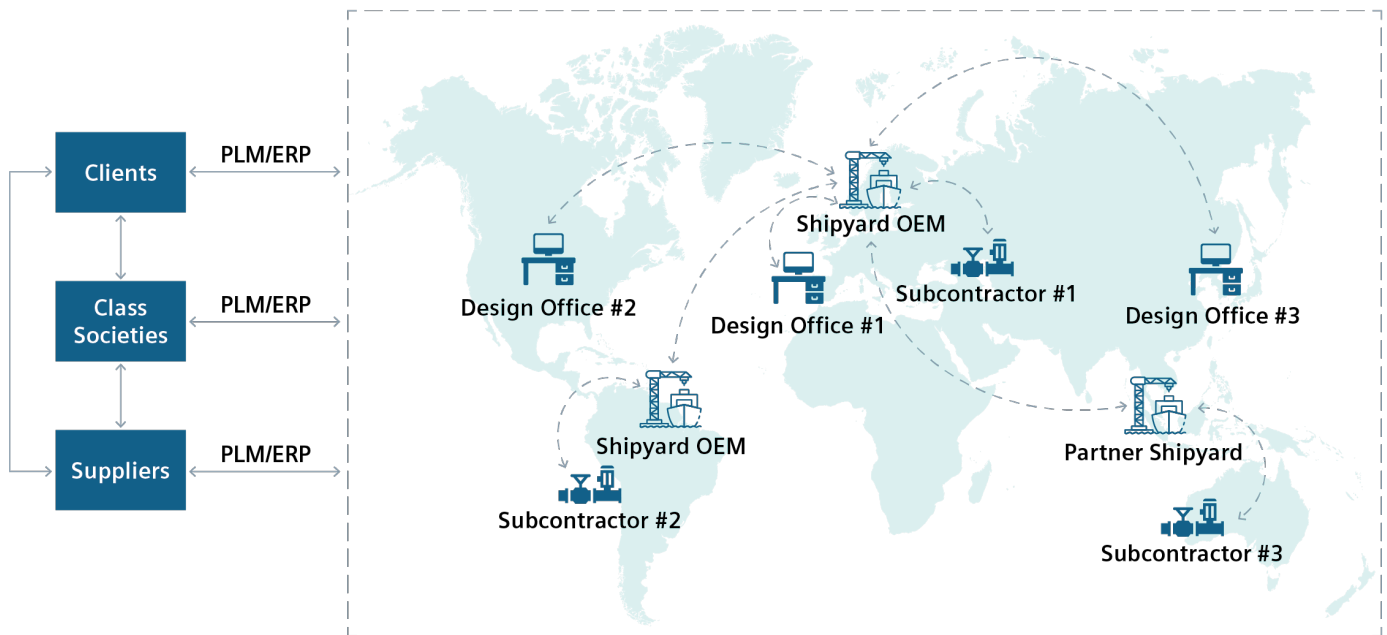 Clients
PLM/ERP
Class
Societies
PLM/ERP
Suppliers
PLM/ERP
Shipyard OEM
Design Office #2
Design Office #1
Subcontractor #1
Design Office #3
Shipyard OEM
Partner Shipyard
Subcontractor #2
Subcontractor #3